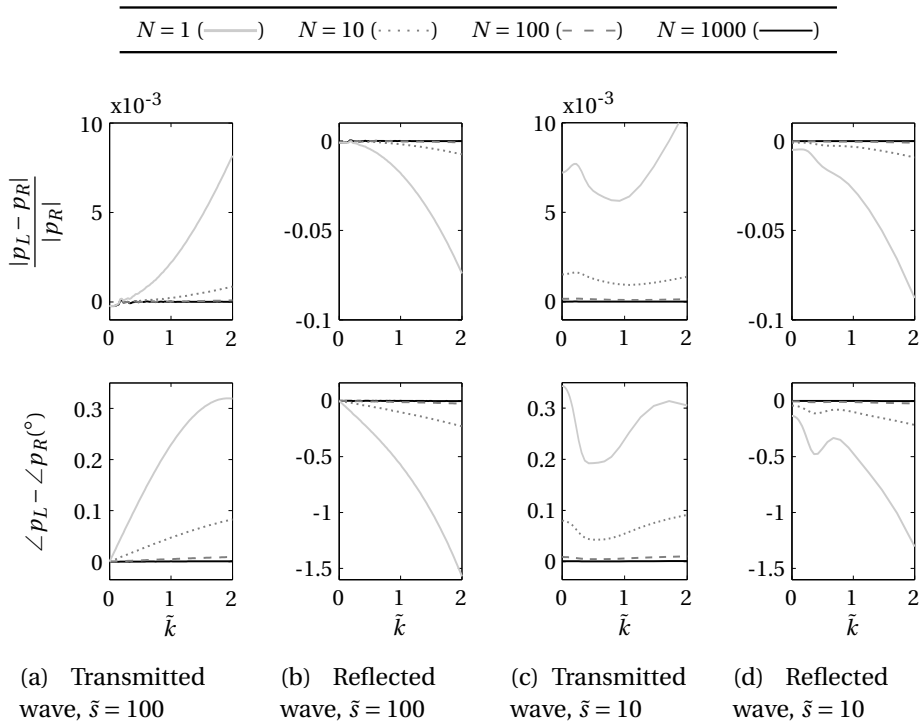 N = 1 ( ) N = 10 ( ) N = 100 ( ) N = 1000 ( )
x10-3 x10-3
10 0 10 0
5 -0.05 5 -0.05
0 -0.1 0 -0.1
0 1 2 0 1 2 0 1 2 0 1 2
|p_L − p_R|
|p_R|
0.3 0 0.3 0
0.2 -0.5 0.2 -0.5
0.1 -1 0.1 -1
0 -1.5 0 -1.5
∠p_L − ∠p_R(°)
0 1 2 0 1 2 0 1 2 0 1 2
k̃ k̃ k̃ k̃
(a) Transmitted
wave, s̃ = 100
(b) Reflected
wave, s̃ = 100
(c) Transmitted
wave, s̃ = 10
(d) Reflected
wave, s̃ = 10